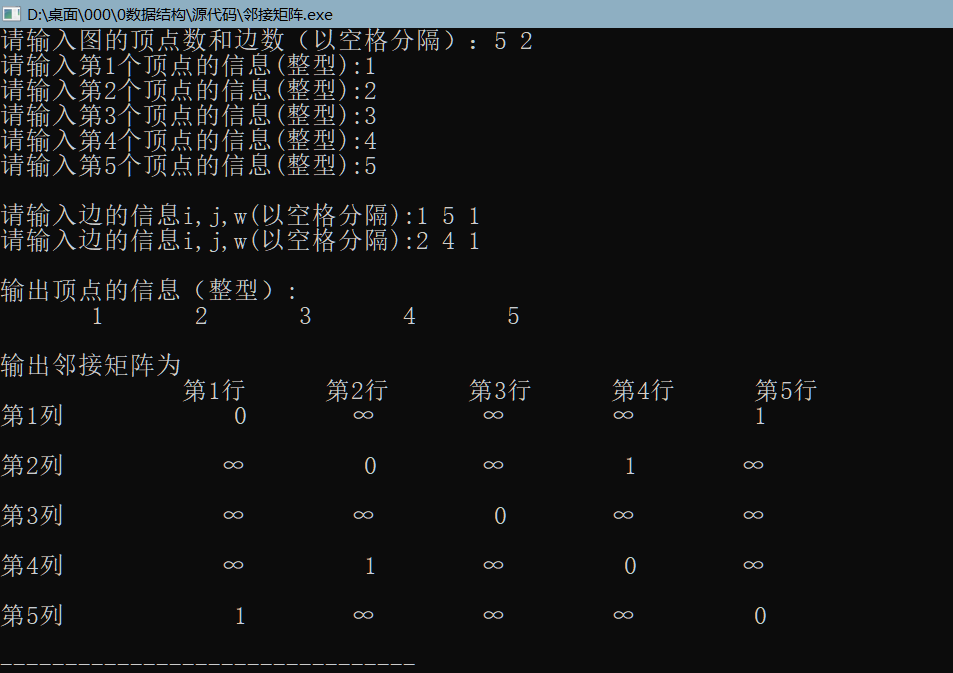 D:\桌面\000\0数据结构\源代码\邻接矩阵.exe
请输入图的顶点数和边数（以空格分隔）：5 2
请输入第1个顶点的信息(整型):1
请输入第2个顶点的信息(整型):2
请输入第3个顶点的信息(整型):3
请输入第4个顶点的信息(整型):4
请输入第5个顶点的信息(整型):5
请输入边的信息i,j,w(以空格分隔):1 5 1
请输入边的信息i,j,w(以空格分隔):2 4 1
输出顶点的信息（整型）:
1 2 3 4 5
输出邻接矩阵为
第1行 第2行 第3行 第4行 第5行
第1列 0 ∞ ∞ ∞ 1
第2列 ∞ 0 ∞ 1 ∞
第3列 ∞ ∞ 0 ∞ ∞
第4列 ∞ 1 ∞ 0 ∞
第5列 1 ∞ ∞ ∞ 0
--------------------------------